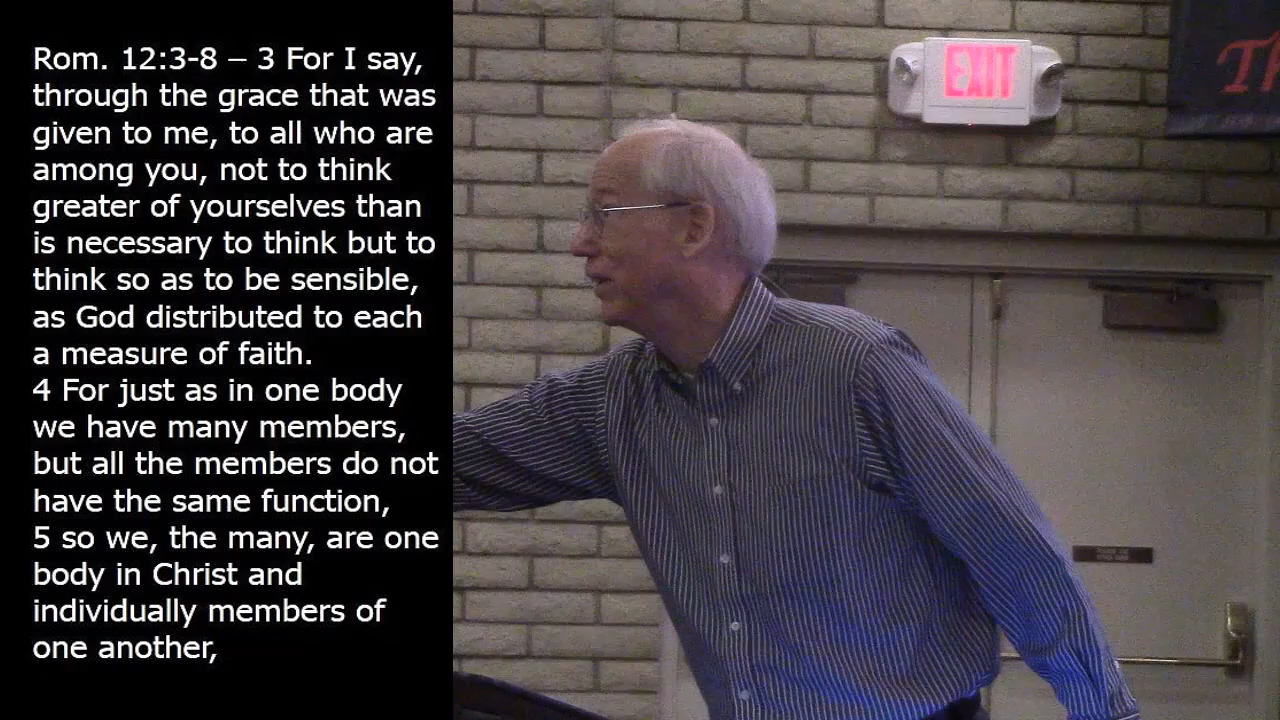 Rom. 12:3-8 – 3 For I say,
through the grace that was
given to me, to all who are
among you, not to think
greater of yourselves than
is necessary to think but to
think so as to be sensible,
as God distributed to each
a measure of faith.
4 For just as in one body
we have many members,
but all the members do not
have the same function,
5 so we, the many, are one
body in Christ and
individually members of
one another,
EXIT